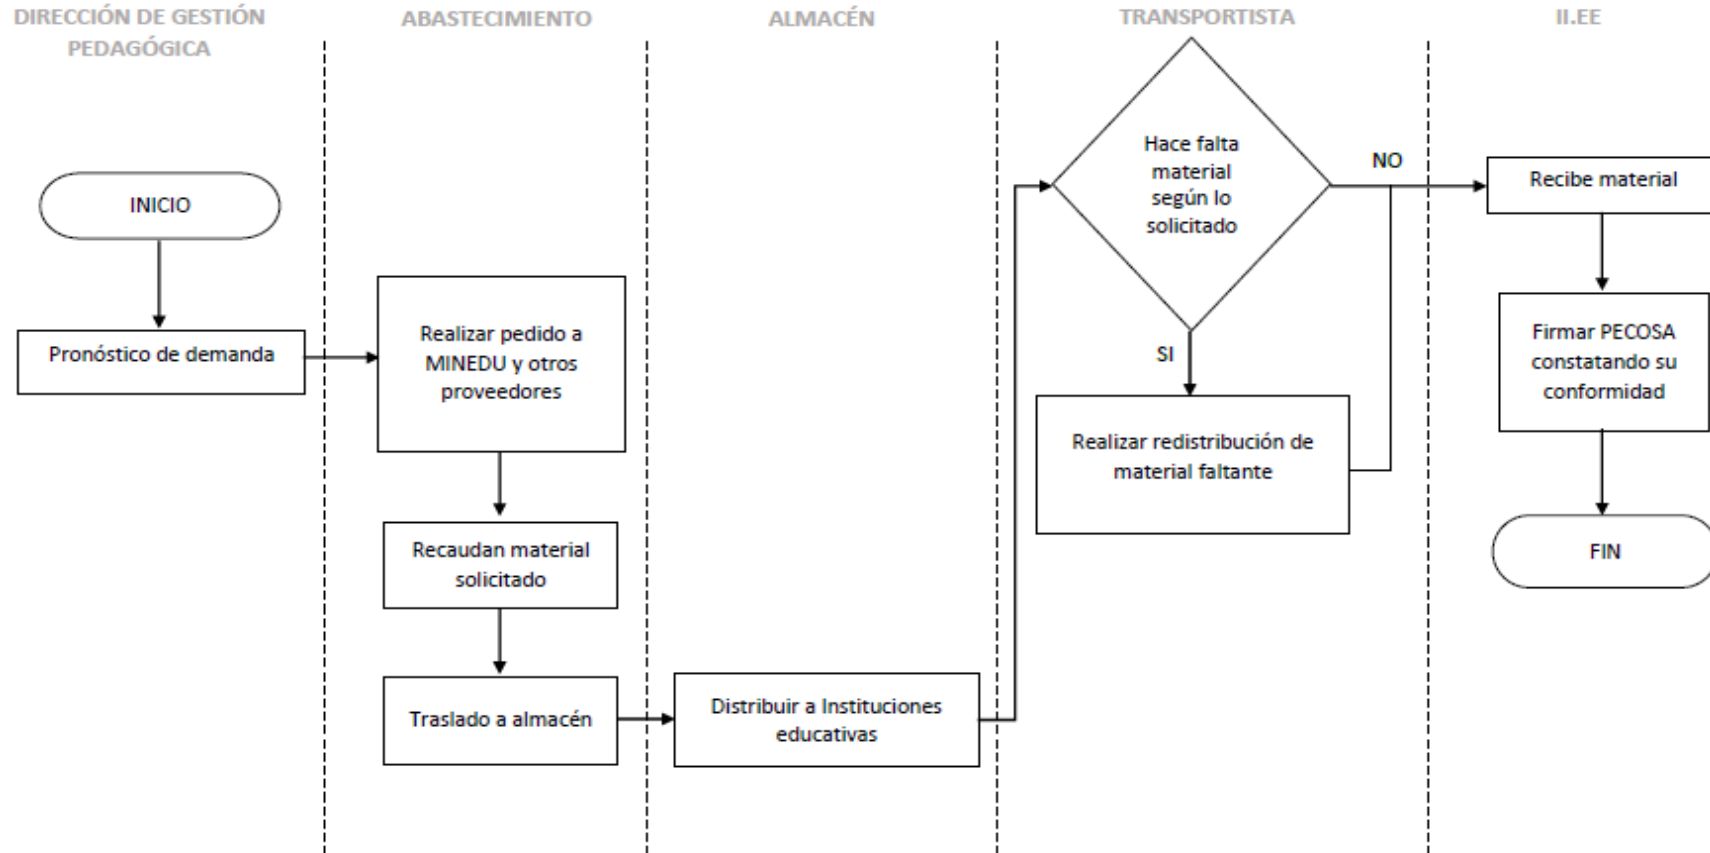 DIRECCIÓN DE GESTIÓN
PEDAGÓGICA
ABASTECIMIENTO
ALMACÉN
TRANSPORTISTA
II.EE
INICIO
Pronóstico de demanda
Realizar pedido a
MINEDU y otros
proveedores
Recaudan material
solicitado
Traslado a almacén
Distribuir a Instituciones
educativas
Hace falta
material
según lo
solicitado
NO
SI
Realizar redistribución de
material faltante
Recibe material
Firmar PECOSA
constatando su
conformidad
FIN